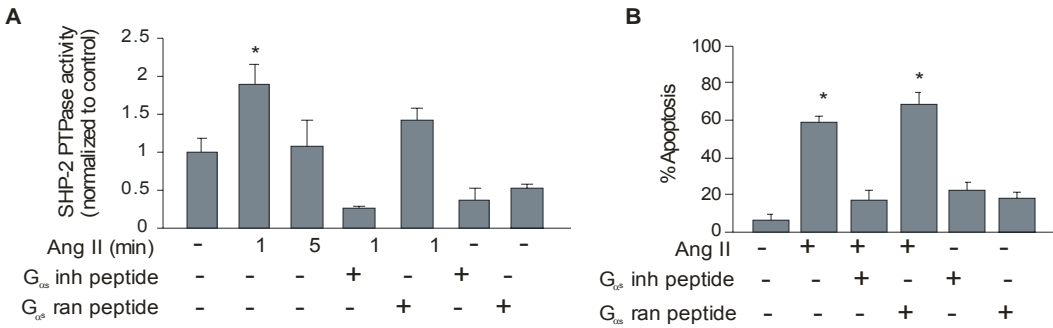 A
SHP-2 PTPase activity
(normalized to control)
2.5
2
1.5
1
0.5
0
*
Ang II (min) - 1 5 1 1 - -
Gαs inh peptide - - - + - + -
Gαs ran peptide - - - - + - +
B
% Apoptosis
100
80
60
40
20
0
*
*
Ang II - + + + - -
Gαs inh peptide - - + - + -
Gαs ran peptide - - - + - +